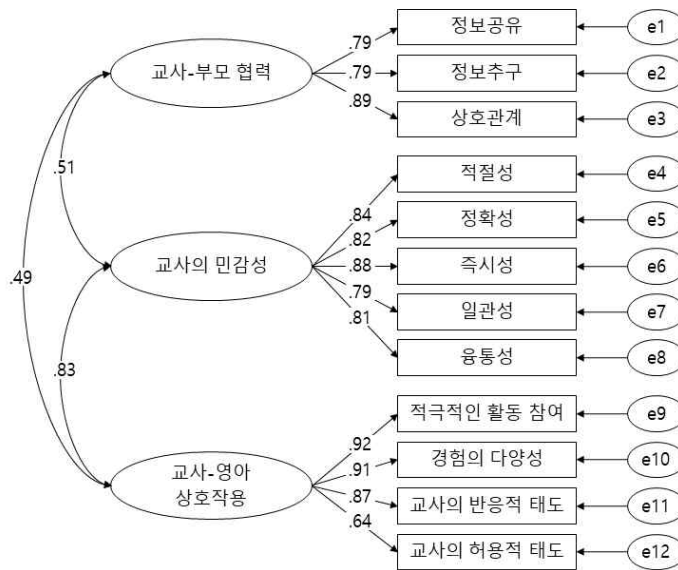 교사-부모 협력
.79
정보공유
e1
.79
정보추구
e2
.89
상호관계
e3
.51
교사의 민감성
.84
적절성
e4
.82
정확성
e5
.88
즉시성
e6
.79
일관성
e7
.81
융통성
e8
.49
.83
교사-영아
상호작용
.92
적극적인 활동 참여
e9
.91
경험의 다양성
e10
.87
교사의 반응적 태도
e11
.64
교사의 허용적 태도
e12